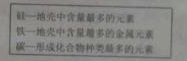 硅—地壳中含量最多的元素
铁—地壳中含量最多的金属元素
碳—形成化合物种类最多的元素